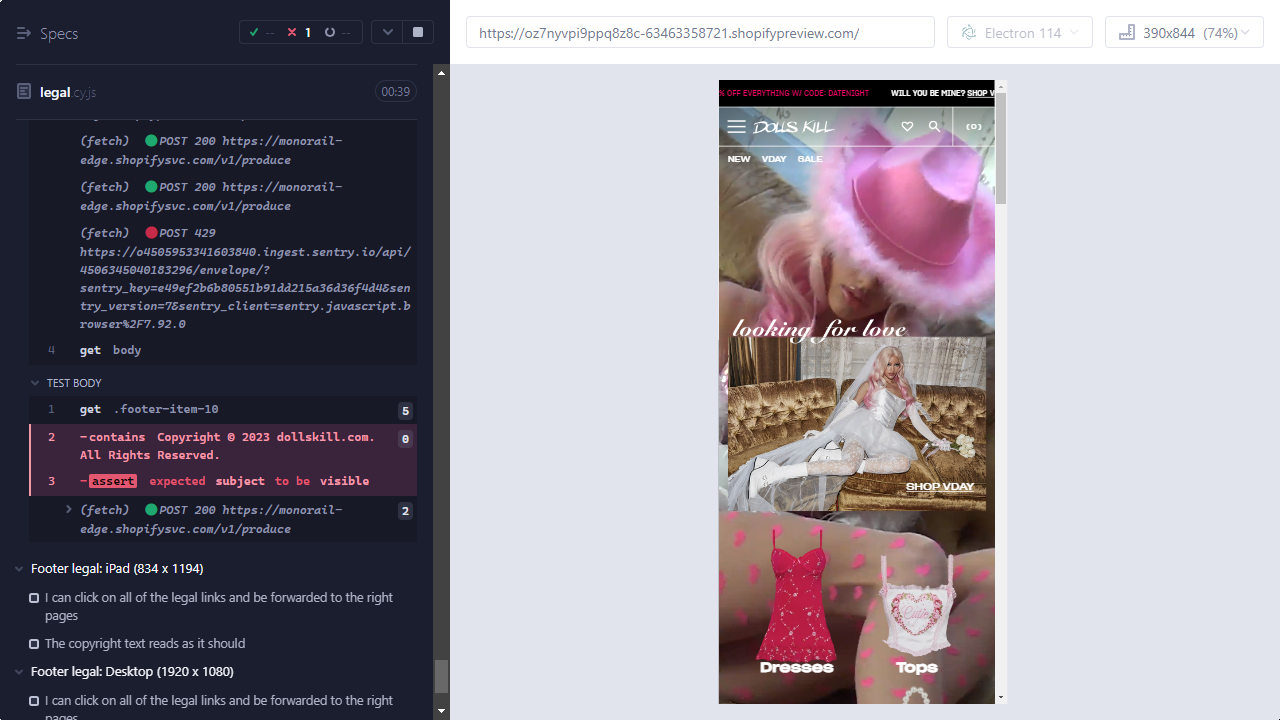 Specs
-- 1 --
legal.cy.js
00:39
(fetch) POST 200 https://monorail-
edge.shopifysvc.com/v1/produce
(fetch) POST 200 https://monorail-
edge.shopifysvc.com/v1/produce
(fetch) POST 429
https://o4505953341603840.ingest.sentry.io/api/
4506345040183296/envelope/?
sentry_key=e49ef2b6b80551b91dd215a36d36f4d4&sen
try_version=7&sentry_client=sentry.javascript.b
rowser%2F7.92.0
4 get body
TEST BODY
1 get .footer-item-10 5
2 -contains Copyright @ 2023 dollskill.com. 0
All Rights Reserved.
3 -assert expected subject to be visible
(fetch) POST 200 https://monorail- 2
edge.shopifysvc.com/v1/produce
Footer legal: iPad (834 x 1194)
I can click on all of the legal links and be forwarded to the right
pages
The copyright text reads as it should
Footer legal: Desktop (1920 x 1080)
I can click on all of the legal links and be forwarded to the right
pages
https://oz7nyvpi9ppq8z8c-63463358721.shopifypreview.com/
Electron 114
390x844 (74%)
% OFF EVERYTHING W/ CODE: DATENIGHT WILL YOU BE MINE? SHOP V
DOLLS KILL
(0)
NEW VDAY SALE
looking for love
SHOP VDAY
Cutie
Dresses Tops